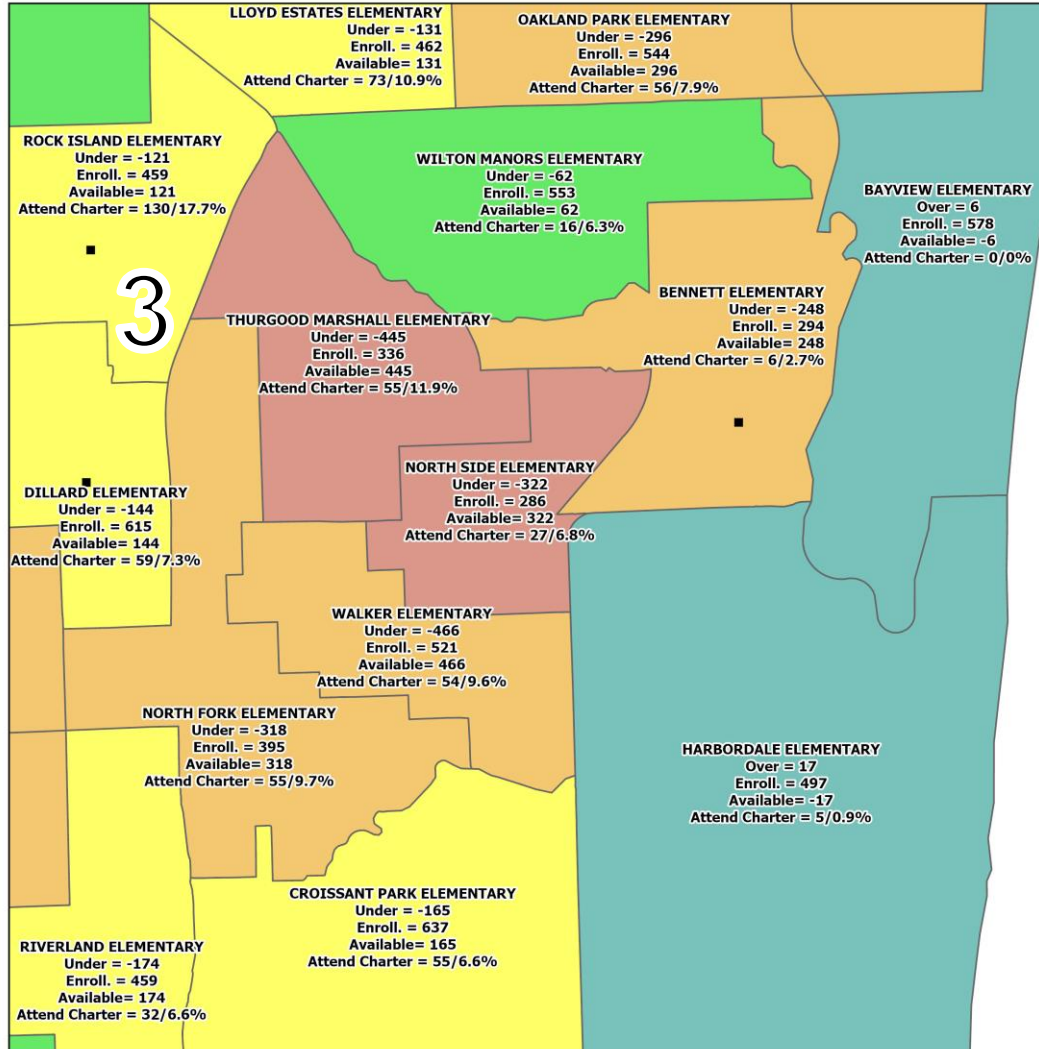 LLOYD ESTATES ELEMENTARY
Under = -131
Enroll. = 462
Available= 131
Attend Charter = 73/10.9%
OAKLAND PARK ELEMENTARY
Under = -296
Enroll. = 544
Available= 296
Attend Charter = 56/7.9%
ROCK ISLAND ELEMENTARY
Under = -121
Enroll. = 459
Available= 121
Attend Charter = 130/17.7%
WILTON MANORS ELEMENTARY
Under = -62
Enroll. = 553
Available= 62
Attend Charter = 16/6.3%
BAYVIEW ELEMENTARY
Over = 6
Enroll. = 578
Available= -6
Attend Charter = 0/0%
3
THURGOOD MARSHALL ELEMENTARY
Under = -445
Enroll. = 336
Available= 445
Attend Charter = 55/11.9%
BENNETT ELEMENTARY
Under = -248
Enroll. = 294
Available= 248
Attend Charter = 6/2.7%
DILLARD ELEMENTARY
Under = -144
Enroll. = 615
Available= 144
Attend Charter = 59/7.3%
NORTH SIDE ELEMENTARY
Under = -322
Enroll. = 286
Available= 322
Attend Charter = 27/6.8%
WALKER ELEMENTARY
Under = -466
Enroll. = 521
Available= 466
Attend Charter = 54/9.6%
NORTH FORK ELEMENTARY
Under = -318
Enroll. = 395
Available= 318
Attend Charter = 55/9.7%
HARBORDALE ELEMENTARY
Over = 17
Enroll. = 497
Available= -17
Attend Charter = 5/0.9%
CROISSANT PARK ELEMENTARY
Under = -165
Enroll. = 637
Available= 165
Attend Charter = 55/6.6%
RIVERLAND ELEMENTARY
Under = -174
Enroll. = 459
Available= 174
Attend Charter = 32/6.6%